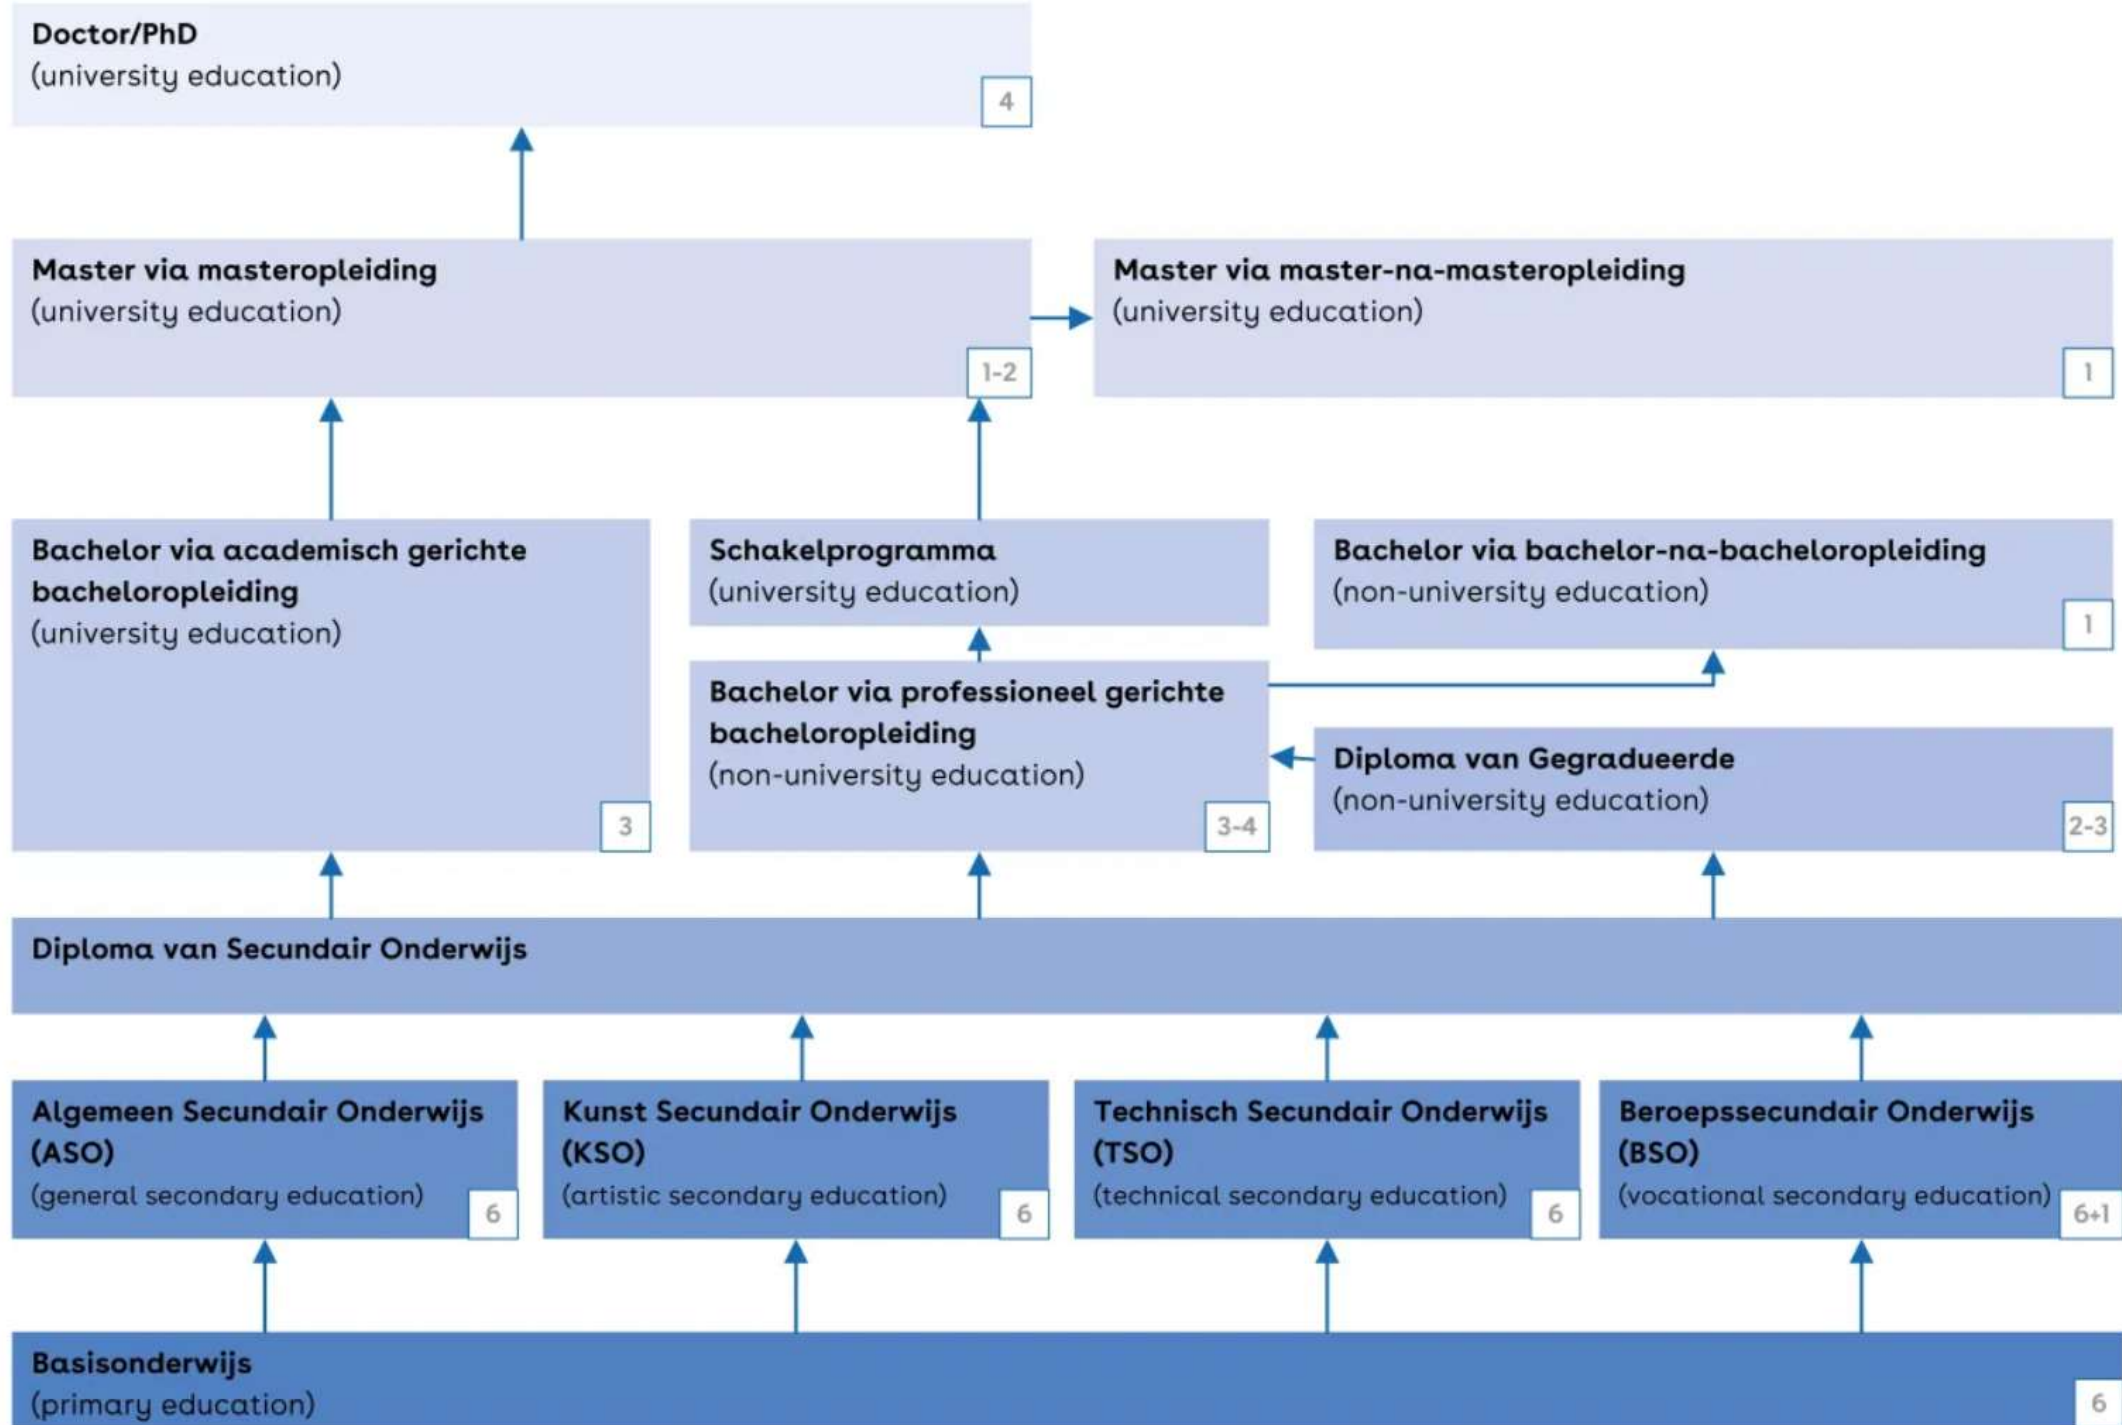 Doctor/PhD
(university education)
4
Master via masteropleiding
(university education)
1-2
Master via master-na-masteropleiding
(university education)
1
Bachelor via academisch gerichte
bacheloropleiding
(university education)
3
Schakelprogramma
(university education)
Bachelor via bachelor-na-bacheloropleiding
(non-university education)
1
Bachelor via professioneel gerichte
bacheloropleiding
(non-university education)
3-4
Diploma van Gegradueerde
(non-university education)
2-3
Diploma van Secundair Onderwijs
Algemeen Secundair Onderwijs
(ASO)
(general secondary education)
6
Kunst Secundair Onderwijs
(KSO)
(artistic secondary education)
6
Technisch Secundair Onderwijs
(TSO)
(technical secondary education)
6
Beroepssecundair Onderwijs
(BSO)
(vocational secondary education)
6+1
Basisonderwijs
(primary education)
6